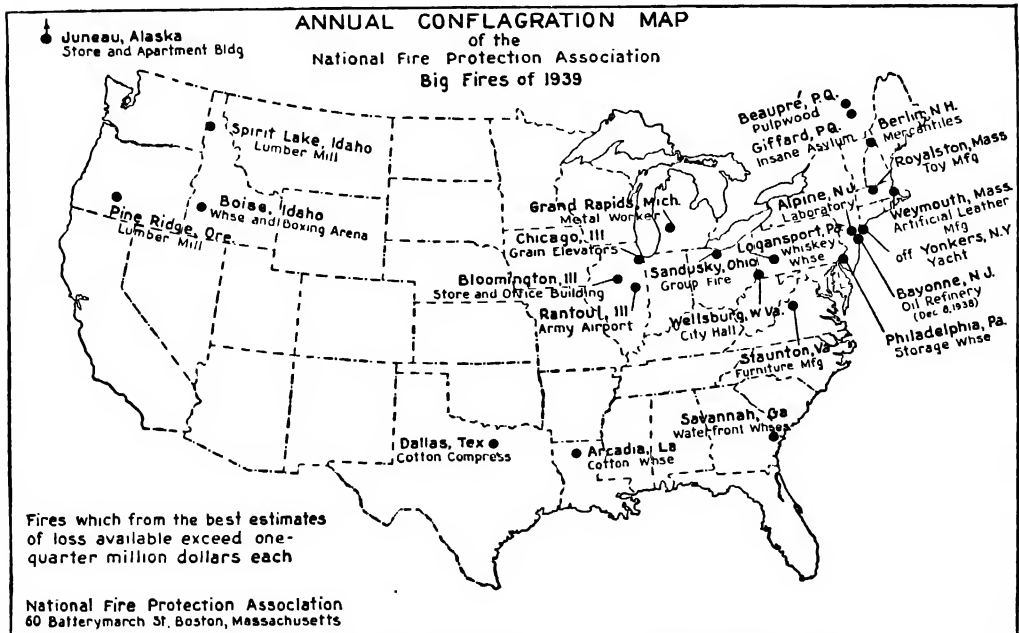 ANNUAL CONFLAGRATION MAP
of the
National Fire Protection Association
Big Fires of 1939
Juneau, Alaska
Store and Apartment Bldg
Spirit Lake, Idaho
Lumber Mill
Boise, Idaho
Whse and Boxing Arena
Pine Ridge, Ore.
Lumber Mill
Grand Rapids, Mich.
Metal Worker
Chicago, Ill
Grain Elevators
Bloomington, Ill
Store and Office Building
Rantoul, Ill
Army Airport
Sandusky, Ohio
Group Fire
Logansport, Pa
Whiskey
Whse
Wellsburg, W Va.
City Hall
Staunton, Va
Furniture Mfg
Savannah, Ga
Waterfront Whses
Dallas, Tex
Cotton Compress
Arcadia, La
Cotton Whse
Beaupre, P.Q.
Pulpwood
Giffard, P.Q.
Insane Asylum
Berlin, N H.
Mercantiles
Royalston, Mass
Toy Mfg
Alpine, N.J.
Laboratory
Weymouth, Mass.
Artificial Leather
Mfg
off Yonkers, N.Y
Yacht
Bayonne, N J.
Oil Refinery
(Dec 8, 1938)
Philadelphia, Pa.
Storage Whse
Fires which from the best estimates
of loss available exceed one-
quarter million dollars each
National Fire Protection Association
60 Batterymarch St, Boston, Massachusetts